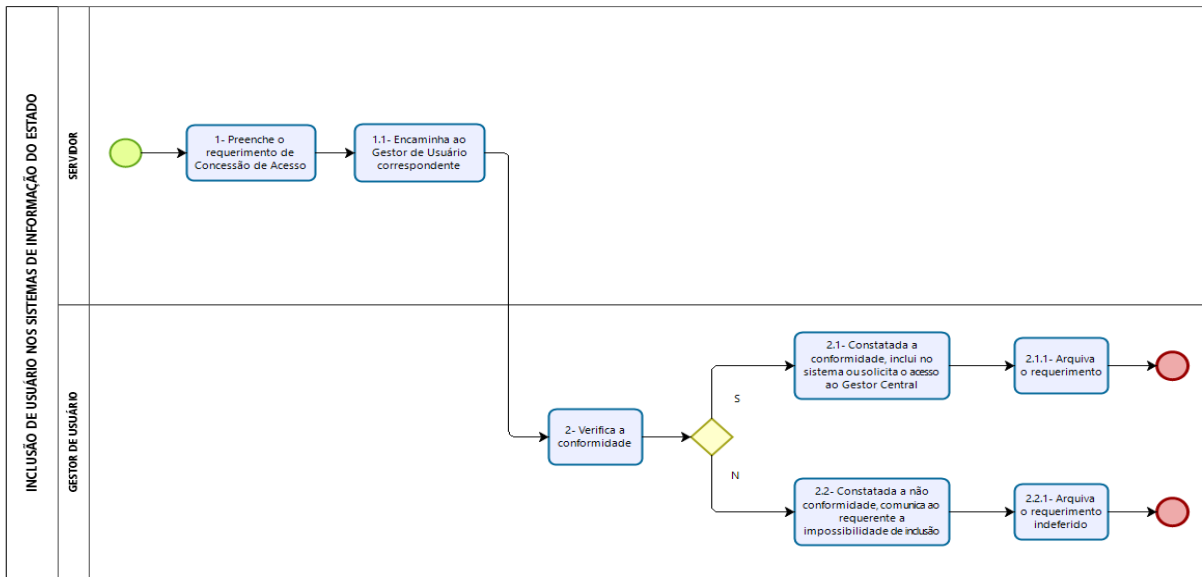 INCLUSÃO DE USUÁRIO NOS SISTEMAS DE INFORMAÇÃO DO ESTADO
SERVIDOR
1- Preenche o
requerimento de
Concessão de Acesso
1.1- Encaminha ao
Gestor de Usuário
correspondente
GESTOR DE USUÁRIO
2- Verifica a
conformidade
S
N
2.1- Constatada a
conformidade, inclui no
sistema ou solicita o acesso
ao Gestor Central
2.1.1- Arquiva
o requerimento
2.2- Constatada a não
conformidade, comunica ao
requerente a
impossibilidade de inclusão
2.2.1- Arquiva
o requerimento
indeferido